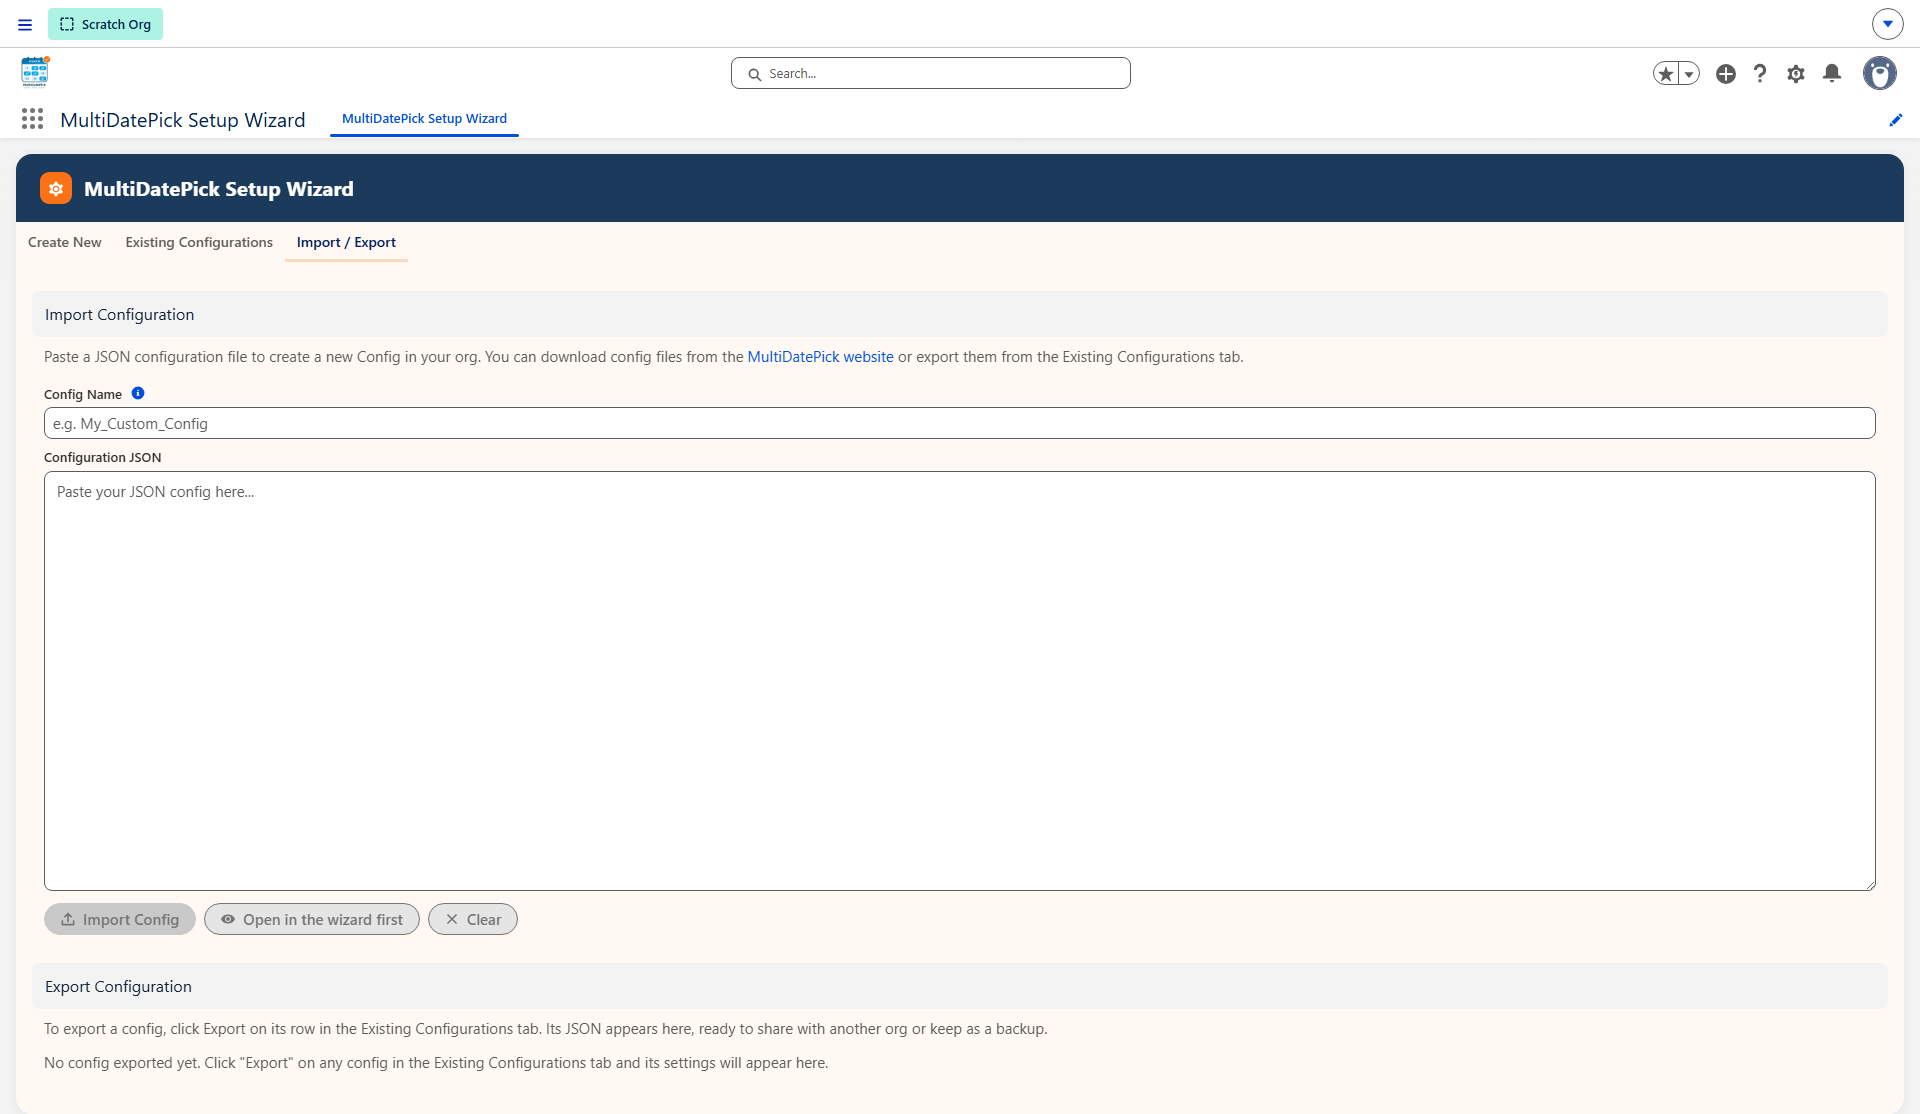 Scratch Org
Search...
MultiDatePick Setup Wizard
MultiDatePick Setup Wizard
MultiDatePick Setup Wizard
Create New
Existing Configurations
Import / Export
Import Configuration
Paste a JSON configuration file to create a new Config in your org. You can download config files from the MultiDatePick website or export them from the Existing Configurations tab.
Config Name
e.g. My_Custom_Config
Configuration JSON
Paste your JSON config here...
Import Config
Open in the wizard first
Clear
Export Configuration
To export a config, click Export on its row in the Existing Configurations tab. Its JSON appears here, ready to share with another org or keep as a backup.
No config exported yet. Click "Export" on any config in the Existing Configurations tab and its settings will appear here.